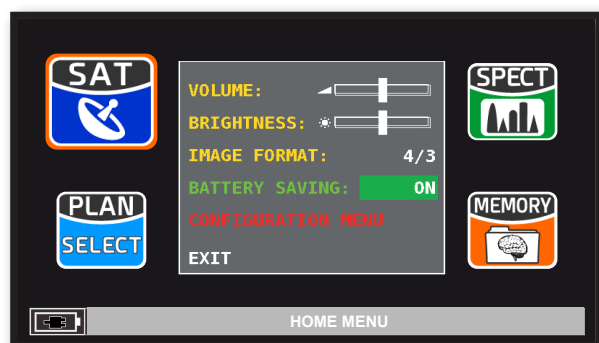 SAT
SPECT
VOLUME:
BRIGHTNESS:
IMAGE FORMAT: 4/3
BATTERY SAVING: ON
CONFIGURATION MENU
EXIT
PLAN
SELECT
MEMORY
HOME MENU